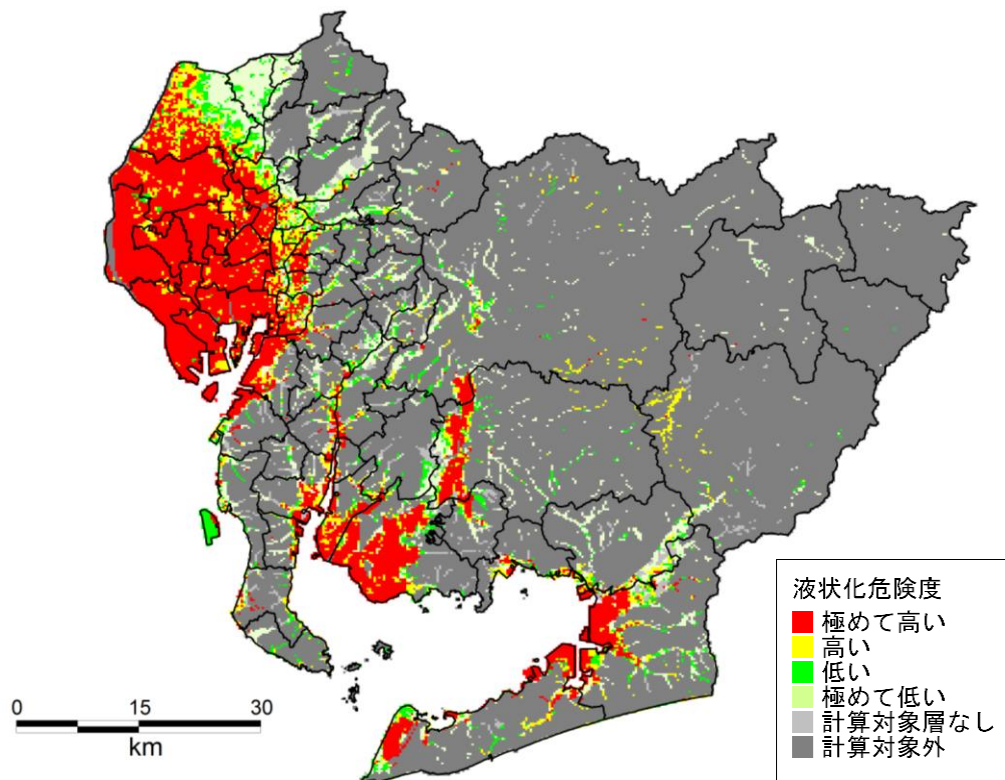 液状化危険度
極めて高い
高い
低い
極めて低い
計算対象層なし
計算対象外
0 15 30
km